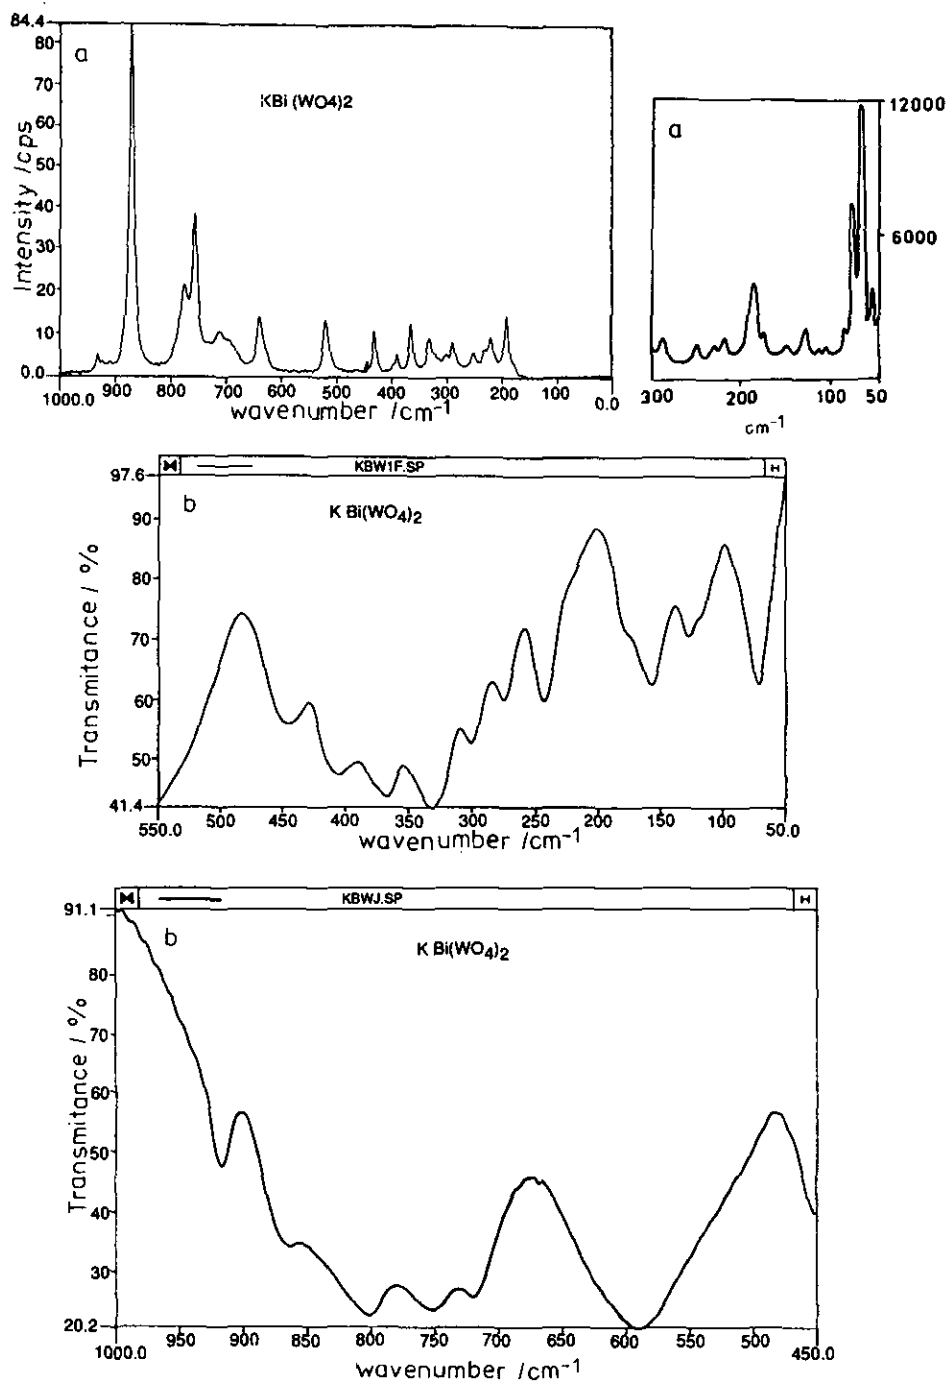 84.4
80
70
60
50
40
30
20
10
0.0
Intensity /cps
a
KBi (WO4)2
1000.0 900 800 700 600 500 400 300 200 100 0.0
wavenumber /cm-1
a
12000
6000
300 200 100 50
cm-1
KBW1F.SP
H
97.6
90
80
70
60
50
41.4
Transmitance / %
b
K Bi(WO4)2
550.0 500 450 400 350 300 250 200 150 100 50.0
wavenumber /cm-1
KBWJ.SP
H
91.1
80
70
60
50
40
30
20.2
Transmitance / %
b
K Bi(WO4)2
1000.0 950 900 850 800 750 700 650 600 550 500 450.0
wavenumber /cm-1